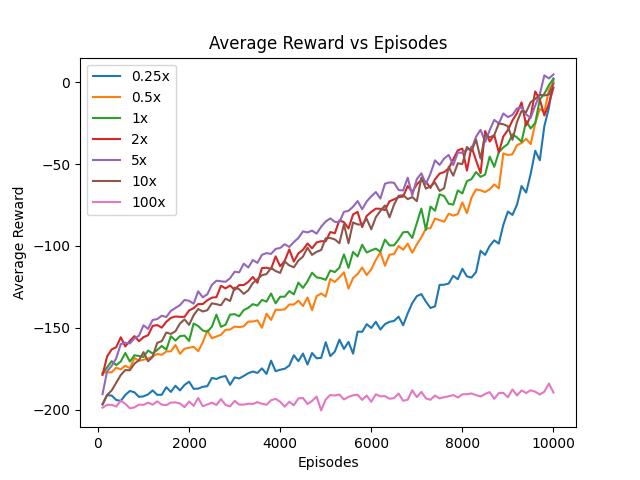 Average Reward vs Episodes
0.25x
0.5x
1x
2x
5x
10x
100x
0
−50
−100
−150
−200
Average Reward
0 2000 4000 6000 8000 10000
Episodes